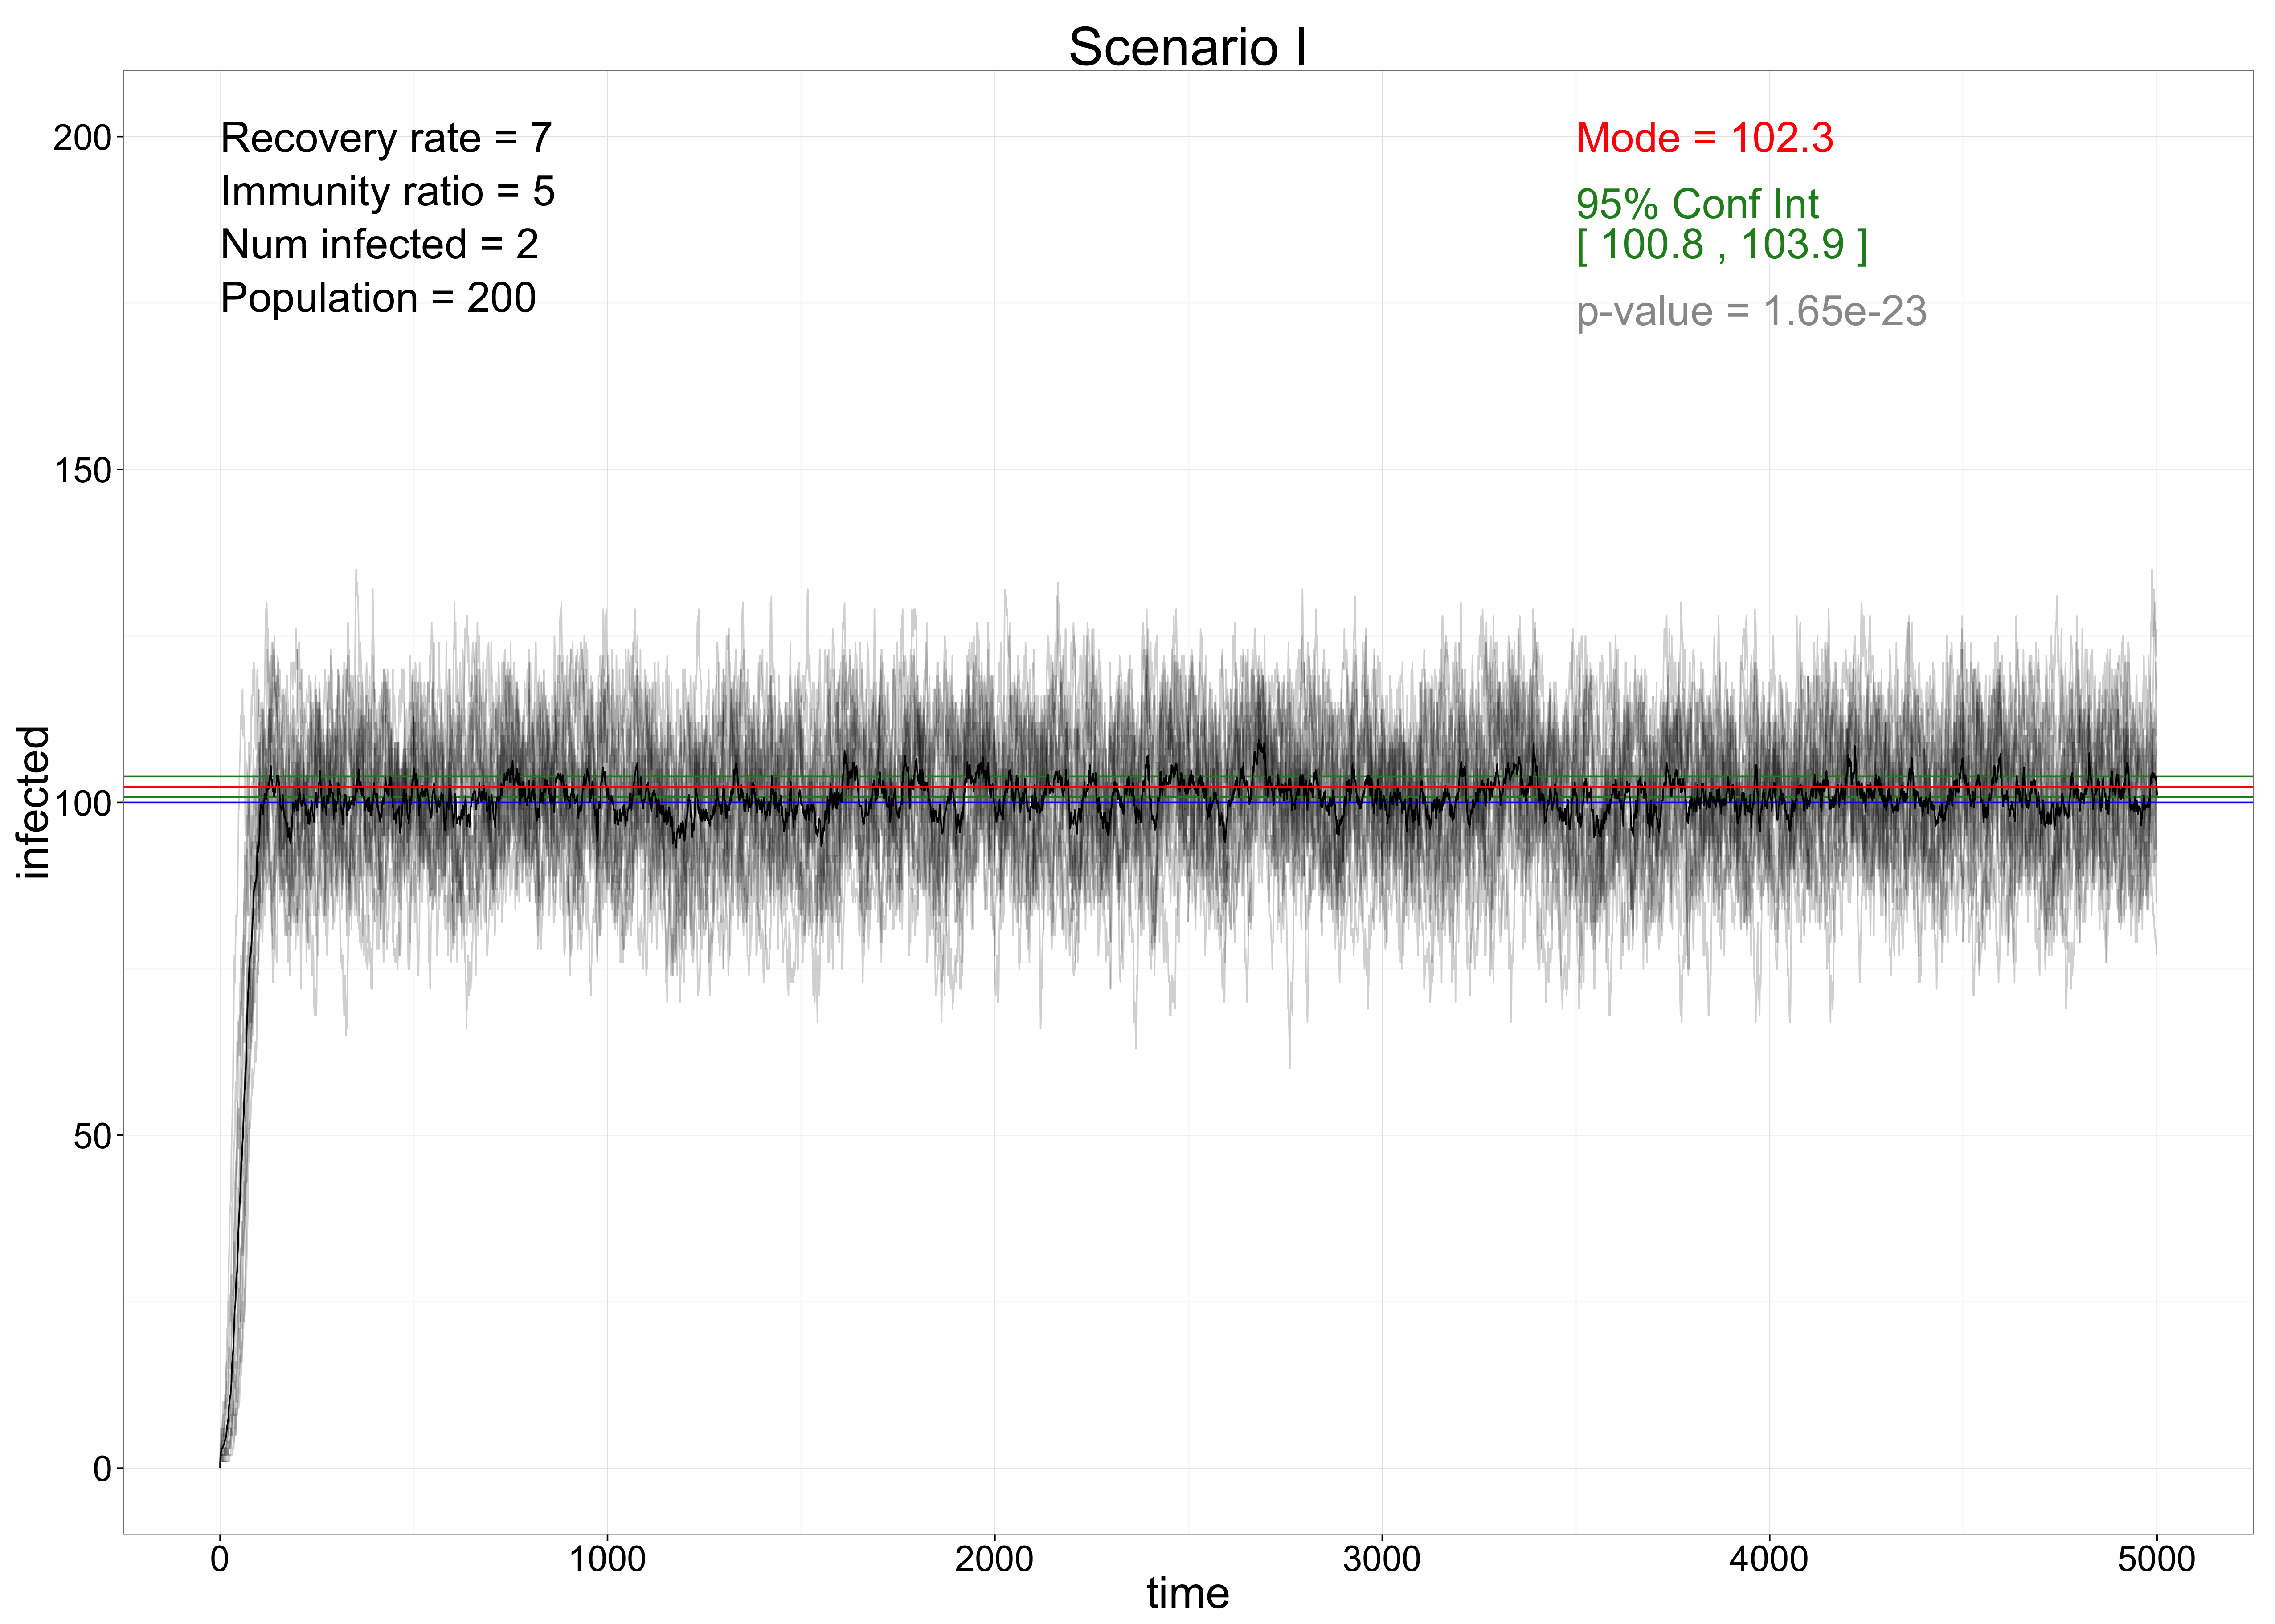 Scenario I
Recovery rate = 7
Immunity ratio = 5
Num infected = 2
Population = 200
Mode = 102.3
95% Conf Int
[ 100.8 , 103.9 ]
p-value = 1.65e-23
infected
200
150
100
50
0
0 1000 2000 3000 4000 5000
time